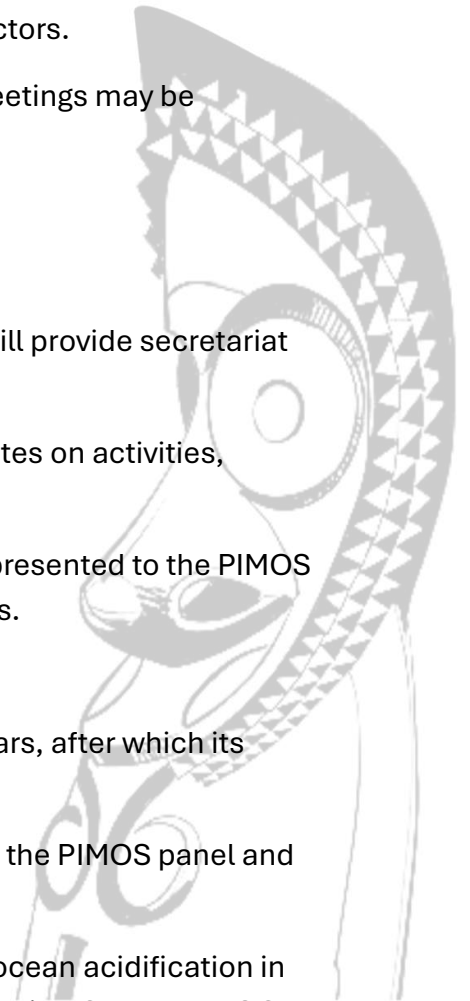 ctors.
eetings may be
ill provide secretariat
tes on activities,
presented to the PIMOS
s.
ars, after which its
the PIMOS panel and
ocean acidification in